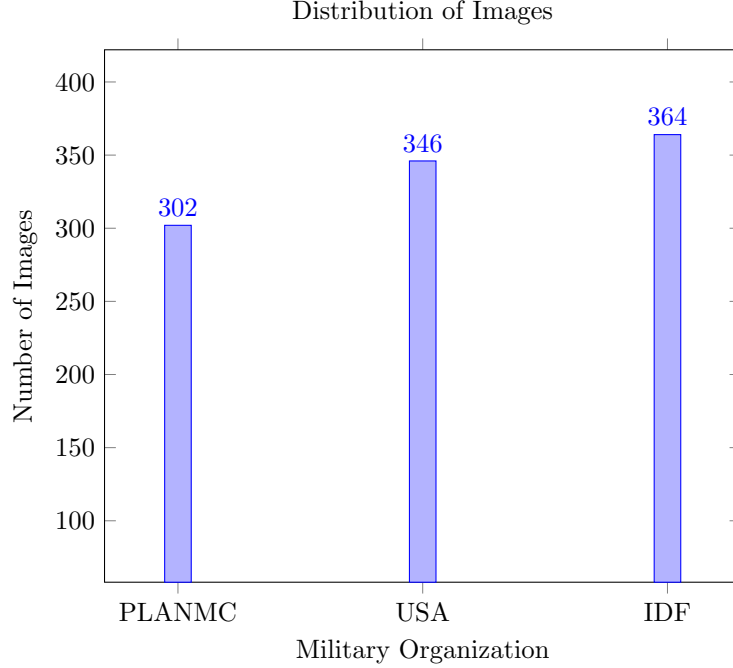 Distribution of Images
400
350
300
250
200
150
100
Number of Images
302
346
364
PLANMC
USA
IDF
Military Organization